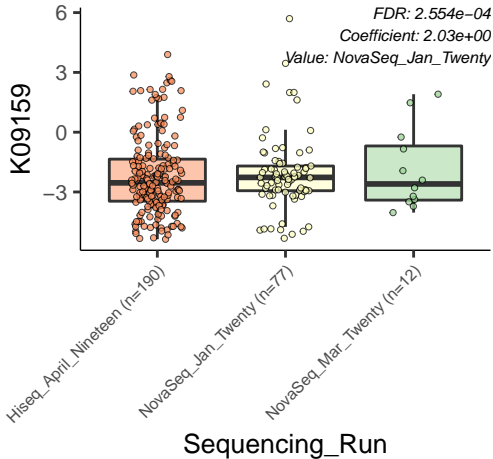 FDR: 2.554e−04
Coefficient: 2.03e+00
Value: NovaSeq_Jan_Twenty
6
3
0
−3
K09159
Hiseq_April_Nineteen (n=190)
NovaSeq_Jan_Twenty (n=77)
NovaSeq_Mar_Twenty (n=12)
Sequencing_Run